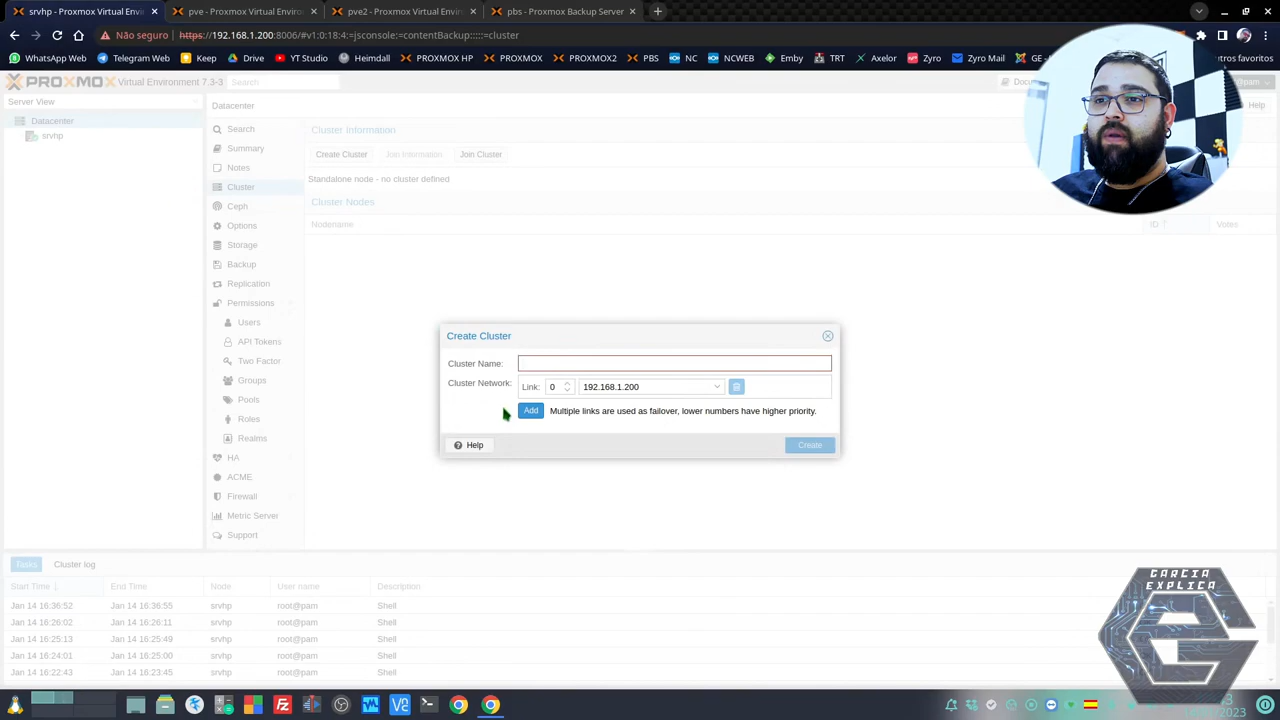 srvhp - Proxmox Virtual En
pve - Proxmox Virtual Enviro
pve2 - Proxmox Virtual Envi
pbs - Proxmox Backup Server
Não seguro
https://192.168.1.200:8006/#v1:0:18:4:=jsconsole:=contentBackup:::::=cluster
WhatsApp Web
Telegram Web
Keep
Drive
YT Studio
Heimdall
PROXMOX HP
PROXMOX
PROXMOX2
PBS
NC
NCWEB
Emby
TRT
Axelor
Zyro
Zyro Mail
GE -
utros favoritos
PROXMOX Virtual Environment 7.3-3
Search
Docu
@pam
Server View
Datacenter
srvhp
Datacenter
Help
Search
Summary
Notes
Cluster
Ceph
Options
Storage
Backup
Replication
Permissions
Users
API Tokens
Two Factor
Groups
Pools
Roles
Realms
HA
ACME
Firewall
Metric Server
Support
Cluster Information
Create Cluster
Join Information
Join Cluster
Standalone node - no cluster defined
Cluster Nodes
Nodename
ID
Votes
Create Cluster
Cluster Name:
Cluster Network:
Link: 0
192.168.1.200
Add
Multiple links are used as failover, lower numbers have higher priority.
Help
Create
Tasks
Cluster log
Start Time
End Time
Node
User name
Description
Jan 14 16:36:52
Jan 14 16:36:55
srvhp
root@pam
Shell
Jan 14 16:26:02
Jan 14 16:26:11
srvhp
root@pam
Shell
Jan 14 16:25:13
Jan 14 16:25:49
srvhp
root@pam
Shell
Jan 14 16:24:01
Jan 14 16:25:00
srvhp
root@pam
Shell
Jan 14 16:22:43
Jan 14 16:23:45
srvhp
root@pam
Shell
GARCIA
EXPLICA